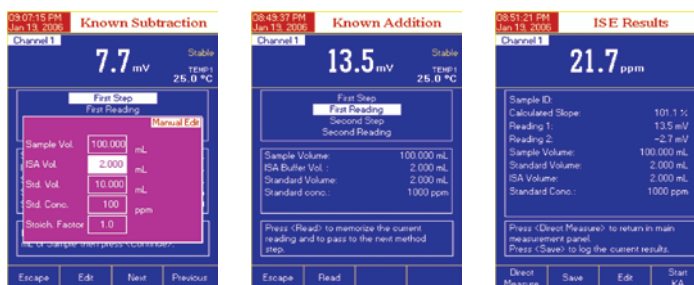 09:07:15 PM
Jan 19, 2006
Known Subtraction
Channel 1
7.7 mV
Stable
TEMP1
25.0 °C
First Step
First Reading
Manual Edit
Sample Vol. 100.000 mL
ISA Vol. 2.000 mL
Std. Vol. 10.000 mL
Std. Conc. 100 ppm
Stoich. Factor 1.0
mL of Sample then press <Continue>.
Escape Edit Next Previous
08:49:37 PM
Jan 19, 2006
Known Addition
Channel 1
13.5 mV
Stable
TEMP1
25.0 °C
First Step
First Reading
Second Step
Second Reading
Sample Volume: 100.000 mL
ISA Buffer Vol. : 2.000 mL
Standard Volume: 2.000 mL
Standard conc.: 1000 ppm
Press <Read> to memorize the current
reading and to pass to the next method
step.
Escape Read
08:51:21 PM
Jan 19, 2006
ISE Results
Channel 1
21.7 ppm
Sample ID:
Calculated Slope: 101.1 %
Reading 1: 13.5 mV
Reading 2: -2.7 mV
Sample Volume: 100.000 mL
Standard Volume: 2.000 mL
ISA Volume: 2.000 mL
Standard Conc.: 1000 ppm
Press <Direct Measure> to return in main
measurement panel.
Press <Save> to log the current results.
Direct Measure Save Edit Start KA